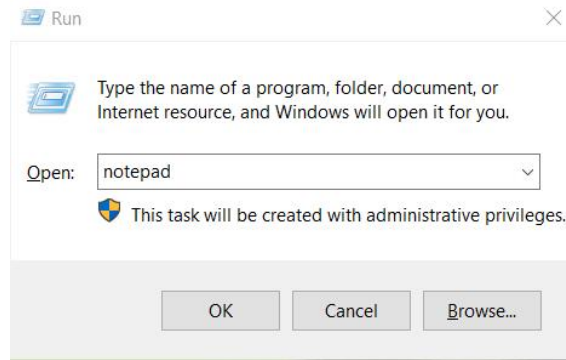 Run
Type the name of a program, folder, document, or
Internet resource, and Windows will open it for you.
Open:
notepad
This task will be created with administrative privileges.
OK
Cancel
Browse...